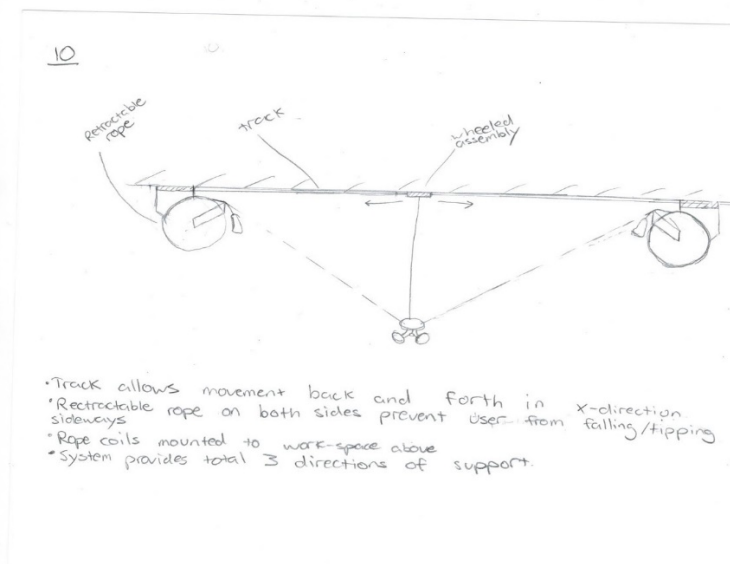 10
Retractable
rope
track
wheeled
assembly
•Track allows movement back and forth in x-direction
•Rectractable rope on both sides prevent user from falling/tipping
sideways
•Rope coils mounted to work-space above
•System provides total 3 directions of support.